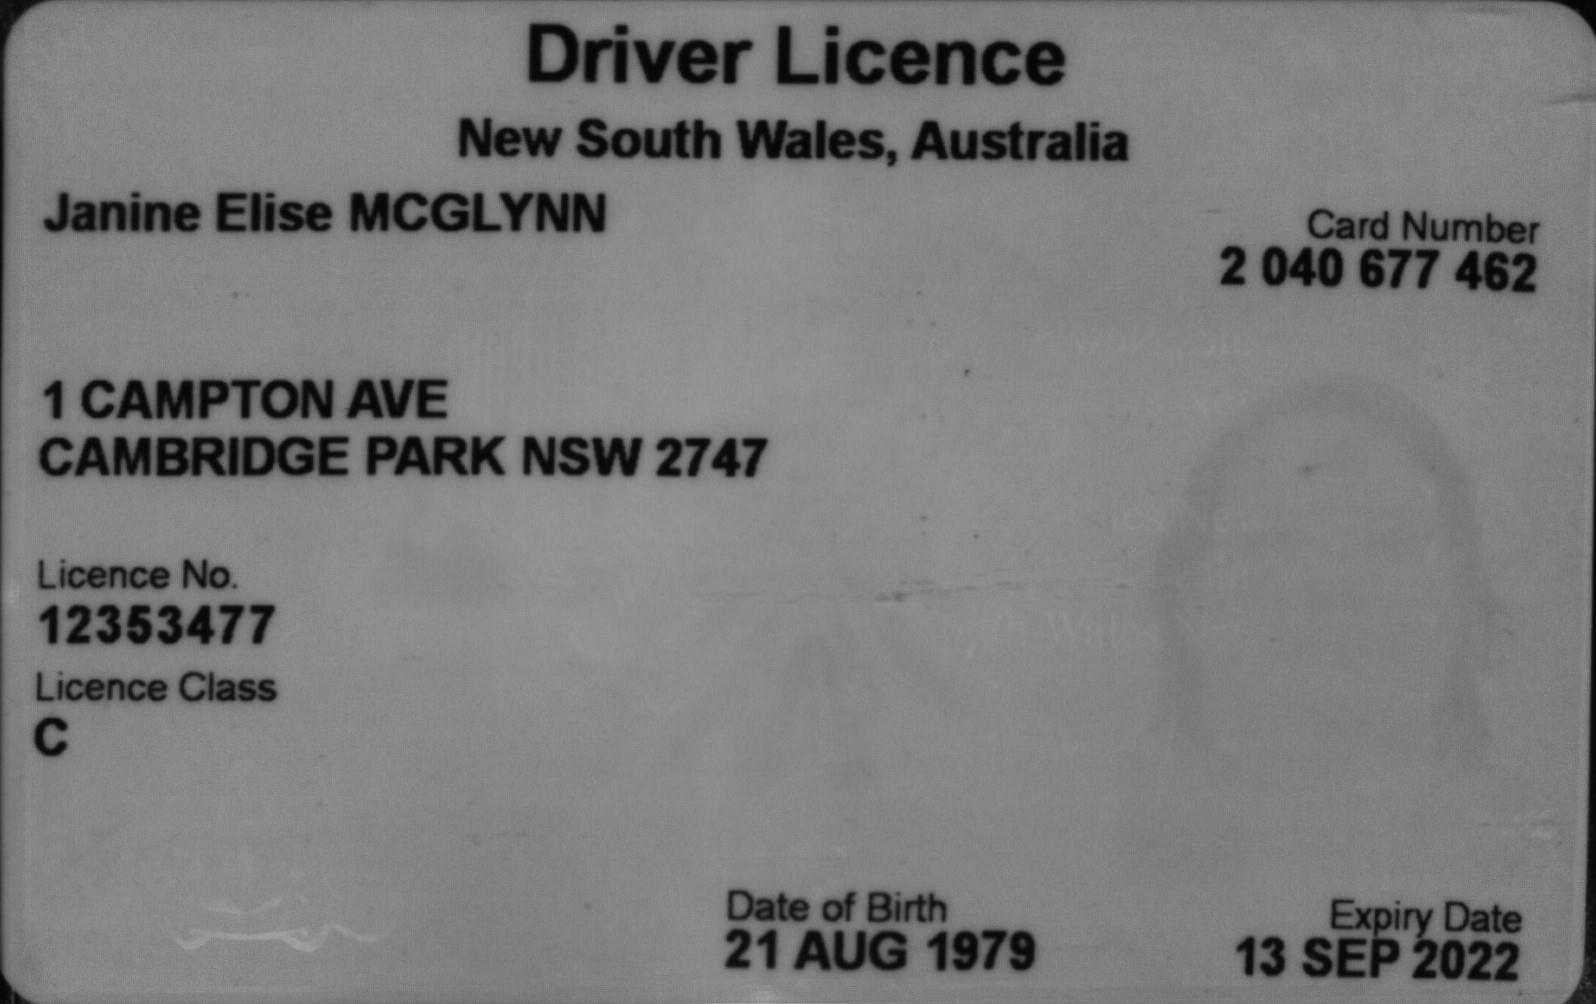 Driver Licence
New South Wales, Australia
Janine Elise MCGLYNN
Card Number
2 040 677 462
1 CAMPTON AVE
CAMBRIDGE PARK NSW 2747
Licence No.
12353477
Licence Class
C
Date of Birth
21 AUG 1979
Expiry Date
13 SEP 2022